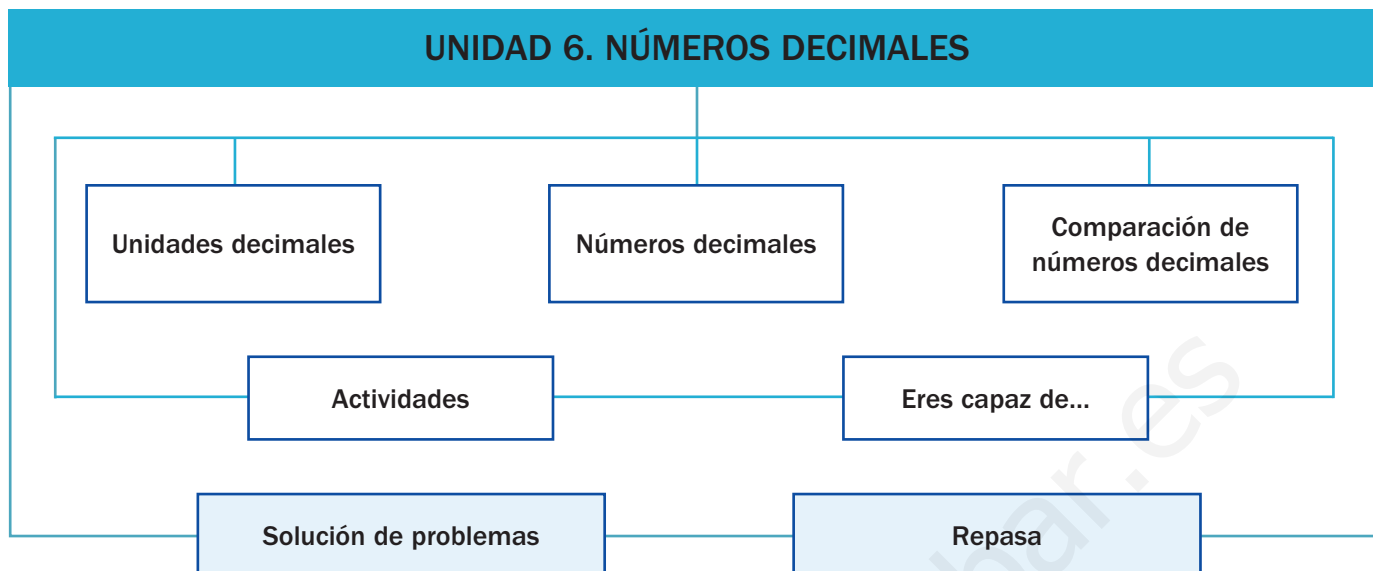 UNIDAD 6. NÚMEROS DECIMALES
Unidades decimales
Números decimales
Comparación de
números decimales
Actividades
Eres capaz de...
Solución de problemas
Repasa